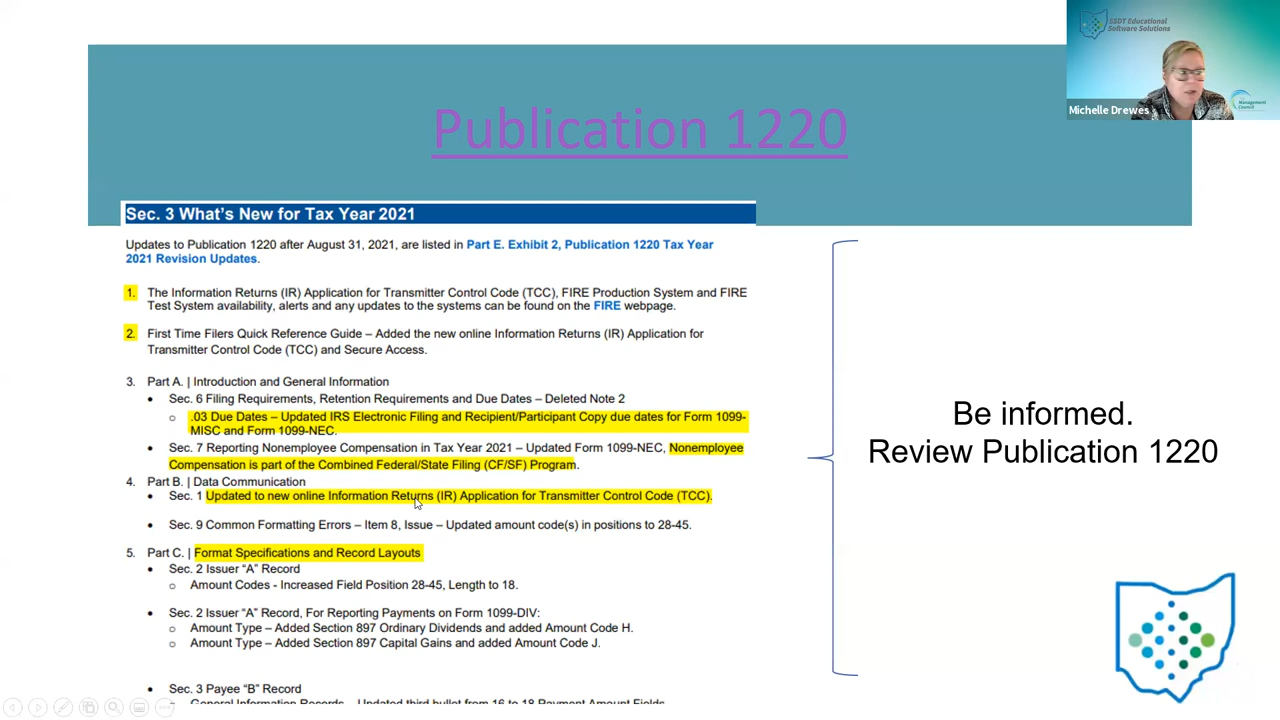 SSDT Educational
Software Solutions
Management
Council
Michelle Drewes
Publication 1220
Sec. 3 What's New for Tax Year 2021
Updates to Publication 1220 after August 31, 2021, are listed in Part E. Exhibit 2, Publication 1220 Tax Year
2021 Revision Updates.
1. The Information Returns (IR) Application for Transmitter Control Code (TCC), FIRE Production System and FIRE
Test System availability, alerts and any updates to the systems can be found on the FIRE webpage.
2. First Time Filers Quick Reference Guide – Added the new online Information Returns (IR) Application for
Transmitter Control Code (TCC) and Secure Access.
3. Part A. | Introduction and General Information
• Sec. 6 Filing Requirements, Retention Requirements and Due Dates – Deleted Note 2
○ .03 Due Dates – Updated IRS Electronic Filing and Recipient/Participant Copy due dates for Form 1099-
MISC and Form 1099-NEC.
• Sec. 7 Reporting Nonemployee Compensation in Tax Year 2021 – Updated Form 1099-NEC, Nonemployee
Compensation is part of the Combined Federal/State Filing (CF/SF) Program.
4. Part B. | Data Communication
• Sec. 1 Updated to new online Information Returns (IR) Application for Transmitter Control Code (TCC).
• Sec. 9 Common Formatting Errors – Item 8, Issue – Updated amount code(s) in positions to 28-45.
5. Part C. | Format Specifications and Record Layouts
• Sec. 2 Issuer “A” Record
○ Amount Codes - Increased Field Position 28-45, Length to 18.
• Sec. 2 Issuer “A” Record, For Reporting Payments on Form 1099-DIV:
○ Amount Type – Added Section 897 Ordinary Dividends and added Amount Code H.
○ Amount Type – Added Section 897 Capital Gains and added Amount Code J.
• Sec. 3 Payee “B” Record
○ General Information Records – Updated third bullet from 16 to 18 Payment Amount Fields
Be informed.
Review Publication 1220